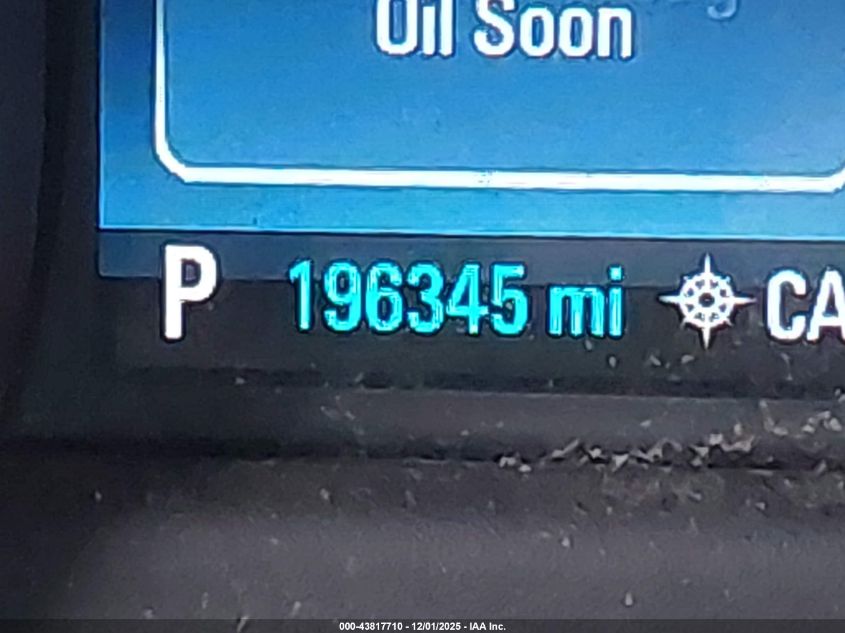 Oil Soon
P 196345 mi CA
000-43817710 - 12/01/2025 - IAA Inc.